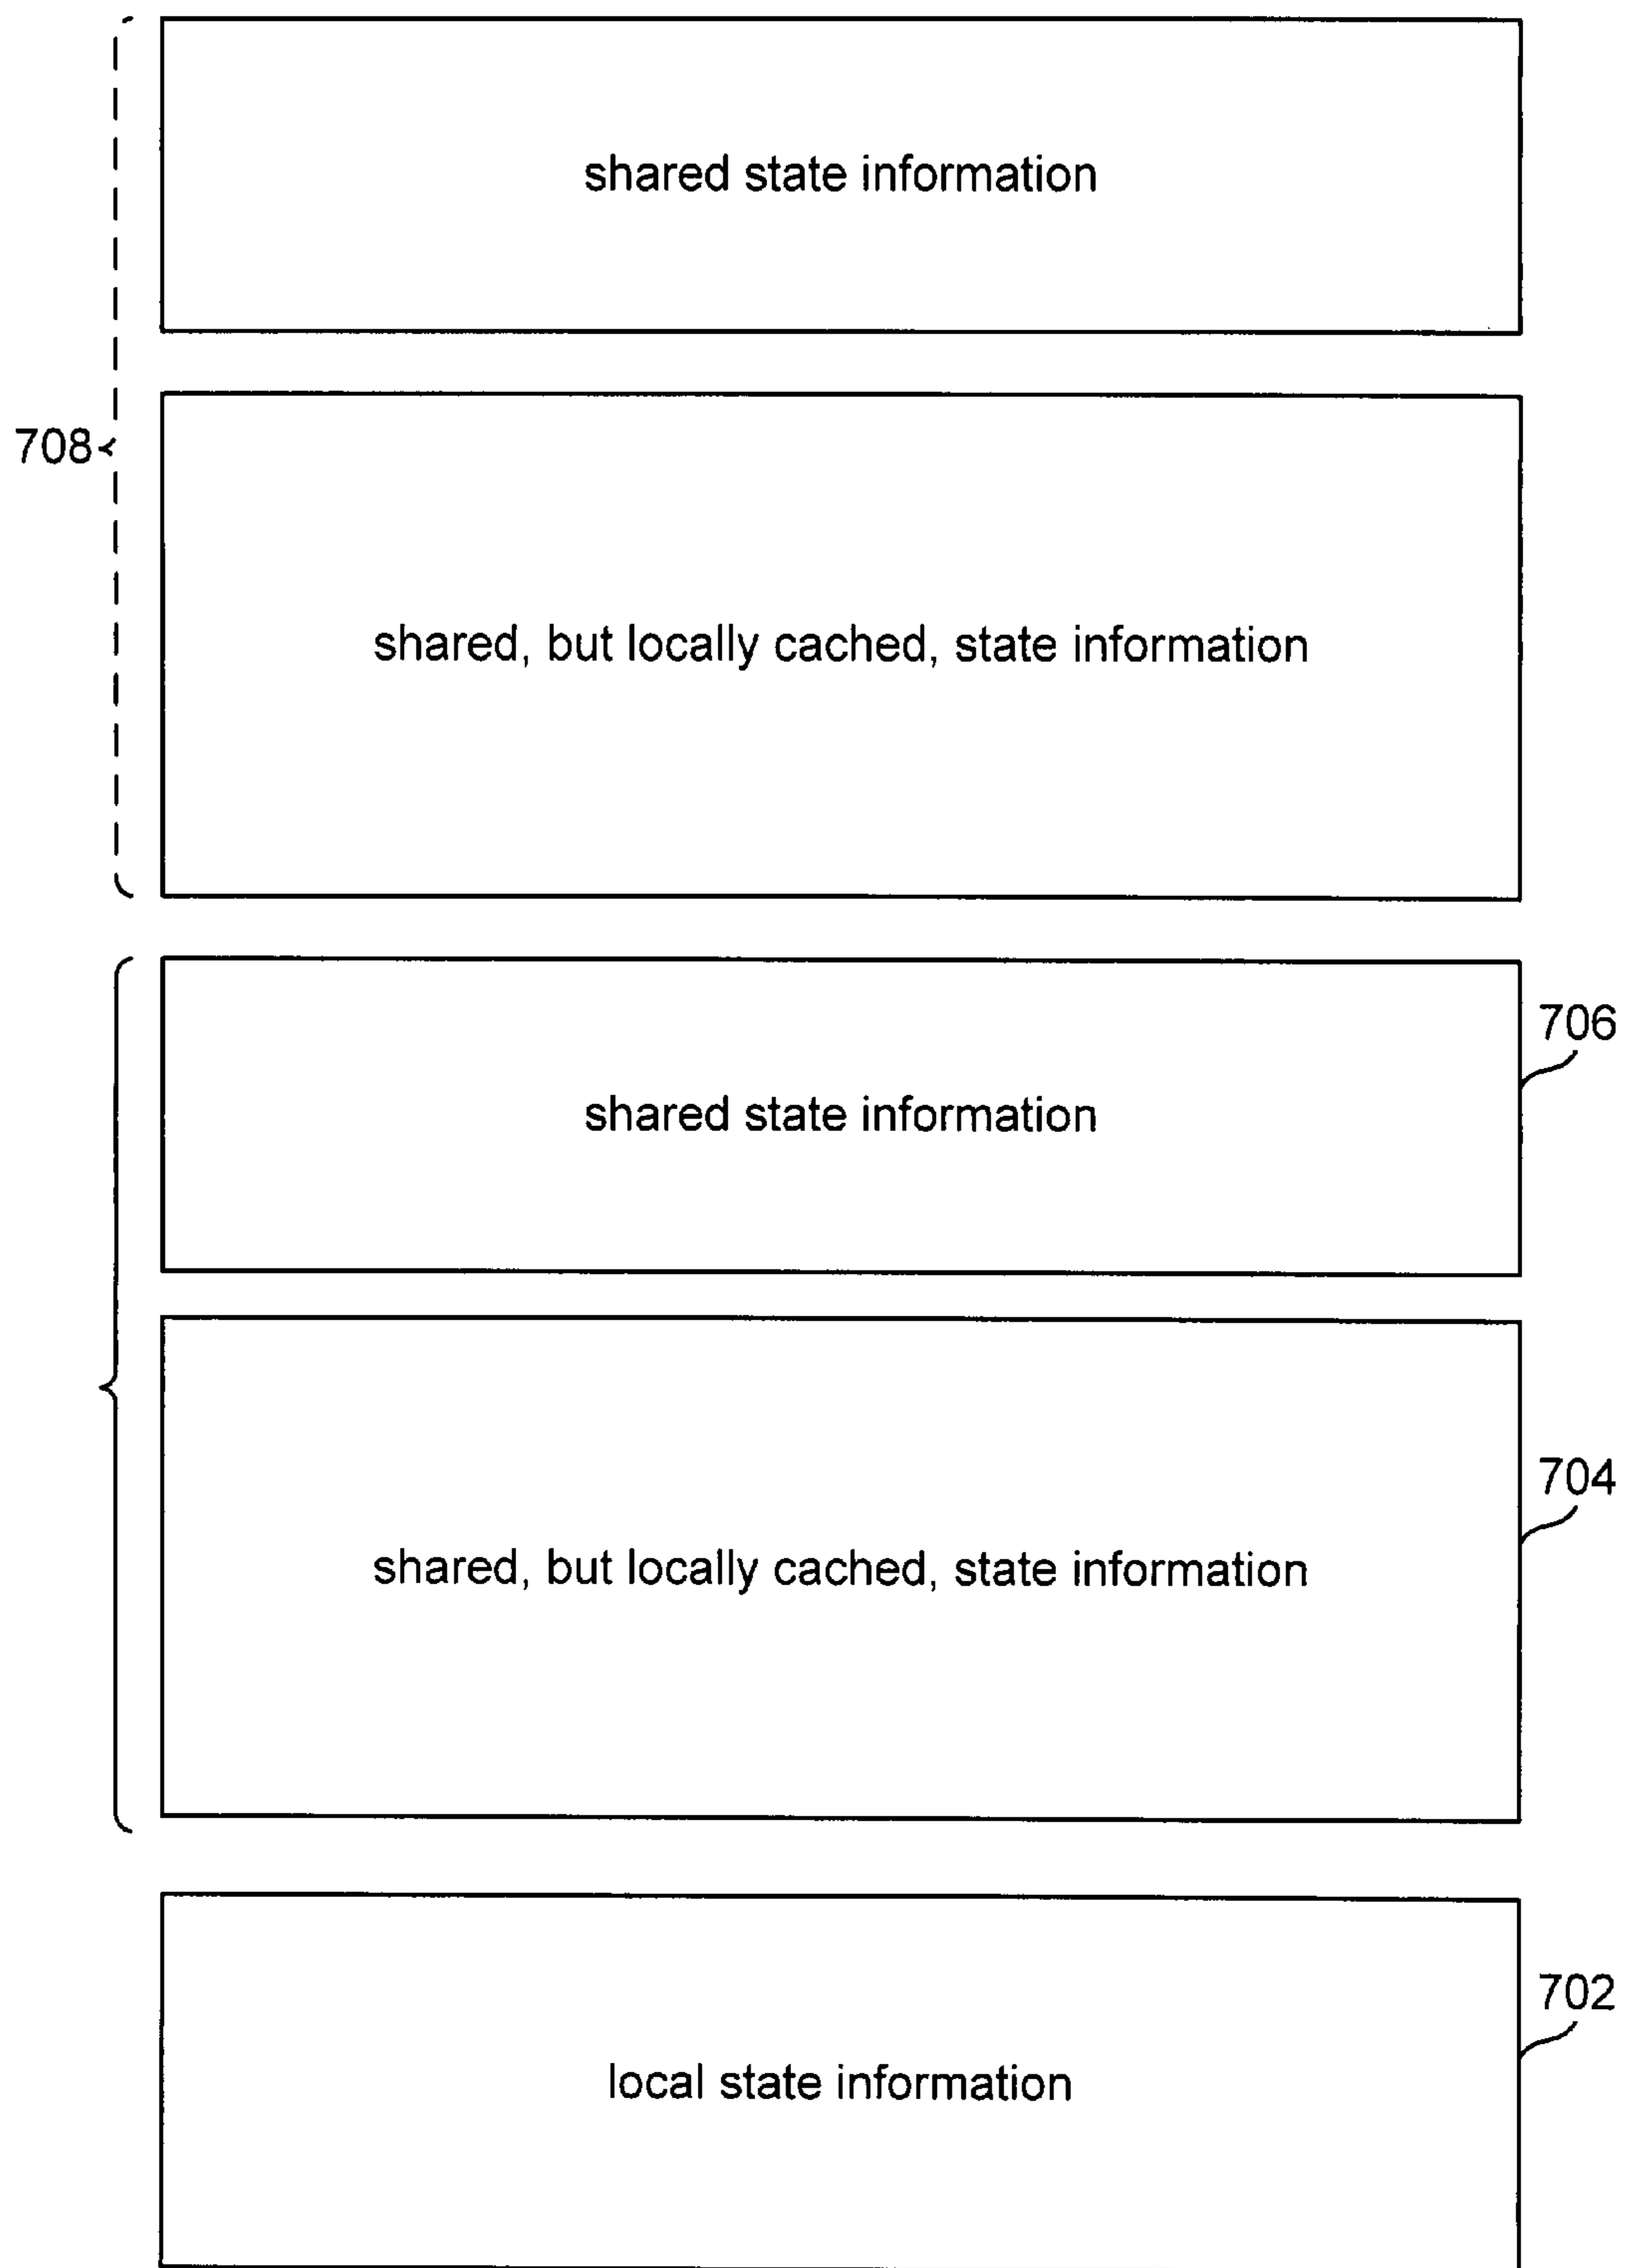 shared state information
708
shared, but locally cached, state information
706
shared state information
704
shared, but locally cached, state information
702
local state information